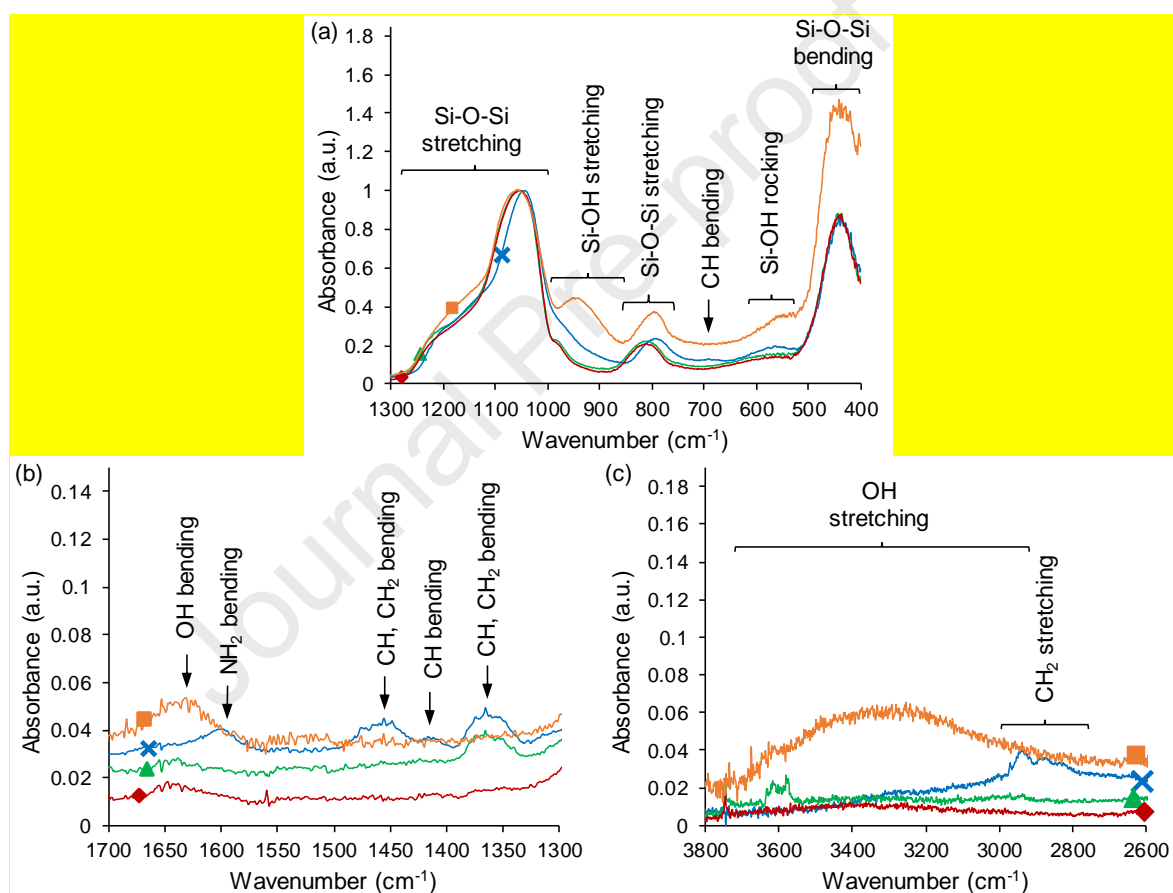 (a)
Si-O-Si
bending
Si-O-Si
stretching
Si-OH stretching
Si-O-Si stretching
CH bending
Si-OH rocking
Absorbance (a.u.)
1.8
1.6
1.4
1.2
1
0.8
0.6
0.4
0.2
0
1300 1200 1100 1000 900 800 700 600 500 400
Wavenumber (cm-1)
Journal Pre-proof
(b)
OH bending
NH2 bending
CH, CH2 bending
CH bending
CH, CH2 bending
Absorbance (a.u.)
0.14
0.12
0.1
0.08
0.06
0.04
0.02
0
1700 1650 1600 1550 1500 1450 1400 1350 1300
Wavenumber (cm-1)
(c)
OH
stretching
CH2 stretching
Absorbance (a.u.)
0.18
0.16
0.14
0.12
0.1
0.08
0.06
0.04
0.02
0
3800 3600 3400 3200 3000 2800 2600
Wavenumber (cm-1)